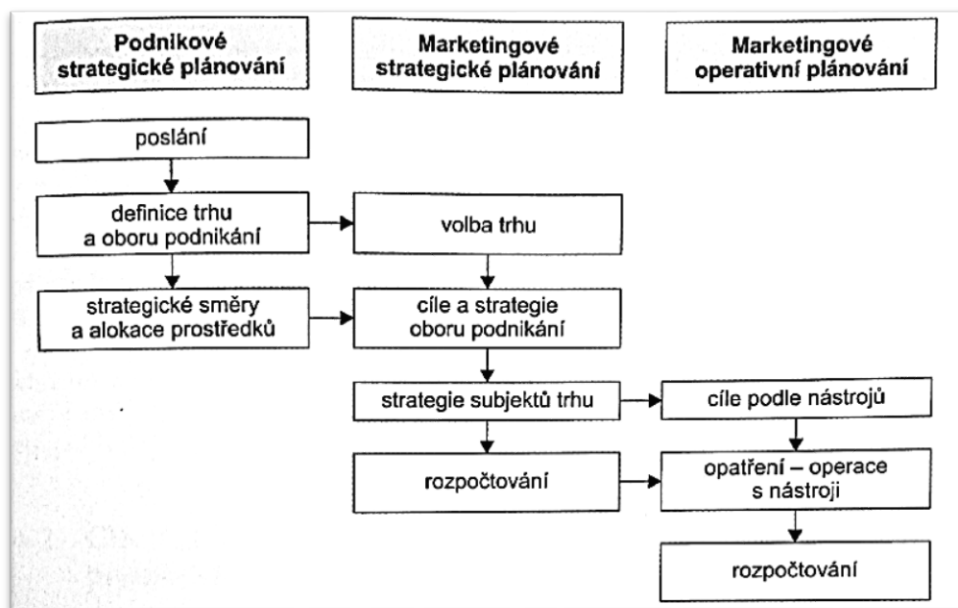 Podnikové
strategické plánování
Marketingové
strategické plánování
Marketingové
operativní plánování
poslání
definice trhu
a oboru podnikání
volba trhu
strategické směry
a alokace prostředků
cíle a strategie
oboru podnikání
strategie subjektů trhu
cíle podle nástrojů
rozpočtování
opatření – operace
s nástroji
rozpočtování